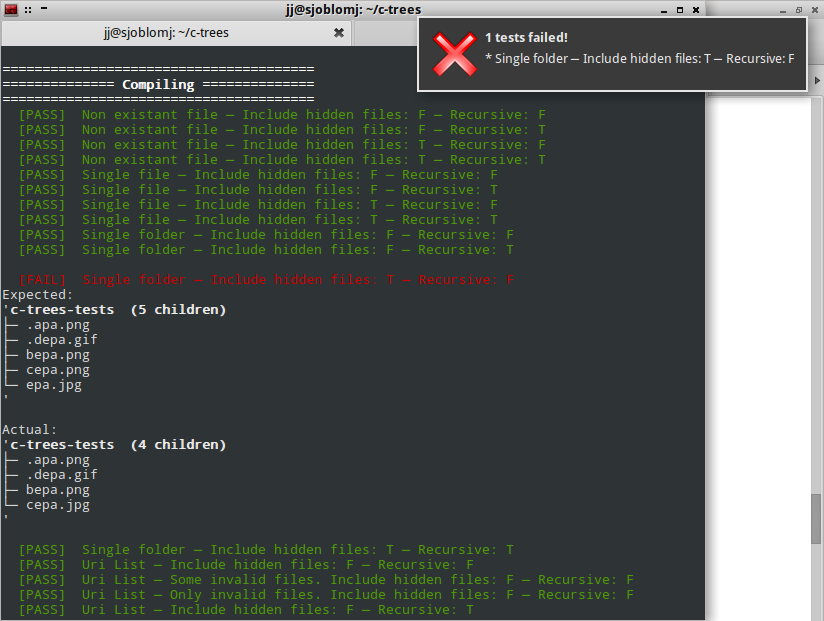 jj@sjoblomj: ~/c-trees
jj@sjoblomj: ~/c-trees
1 tests failed!
* Single folder — Include hidden files: T — Recursive: F
=======================================
============== Compiling ==============
=======================================
[PASS]  Non existant file — Include hidden files: F — Recursive: F
[PASS]  Non existant file — Include hidden files: F — Recursive: T
[PASS]  Non existant file — Include hidden files: T — Recursive: F
[PASS]  Non existant file — Include hidden files: T — Recursive: T
[PASS]  Single file — Include hidden files: F — Recursive: F
[PASS]  Single file — Include hidden files: F — Recursive: T
[PASS]  Single file — Include hidden files: T — Recursive: F
[PASS]  Single file — Include hidden files: T — Recursive: T
[PASS]  Single folder — Include hidden files: F — Recursive: F
[PASS]  Single folder — Include hidden files: F — Recursive: T
[FAIL]  Single folder — Include hidden files: T — Recursive: F
Expected:
'c-trees-tests  (5 children)
├─ .apa.png
├─ .depa.gif
├─ bepa.png
├─ cepa.png
└─ epa.jpg
'
Actual:
'c-trees-tests  (4 children)
├─ .apa.png
├─ .depa.gif
├─ bepa.png
└─ cepa.jpg
'
[PASS]  Single folder — Include hidden files: T — Recursive: T
[PASS]  Uri List — Include hidden files: F — Recursive: F
[PASS]  Uri List — Some invalid files. Include hidden files: F — Recursive: F
[PASS]  Uri List — Only invalid files. Include hidden files: F — Recursive: F
[PASS]  Uri List — Include hidden files: F — Recursive: T